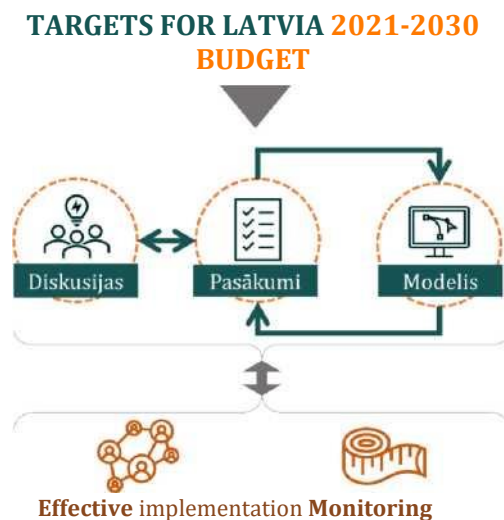 TARGETS FOR LATVIA 2021-2030
BUDGET
Diskusijas
Pasākumi
Modelis
Effective implementation Monitoring